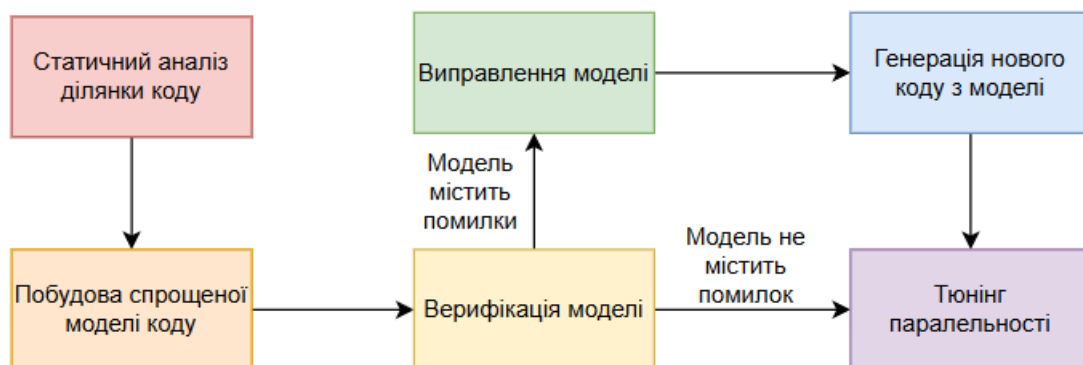 Статичний аналіз
ділянки коду
Виправлення моделі
Генерація нового
коду з моделі
Модель
містить
помилки
Модель не
містить
помилок
Побудова спрощеної
моделі коду
Верифікація моделі
Тюнінг
паралельності